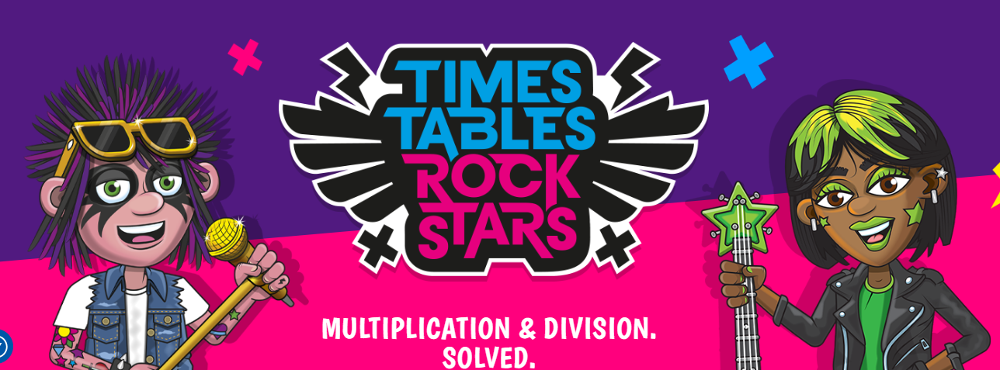 TIMES
TABLES
ROCK
STARS
MULTIPLICATION & DIVISION.
SOLVED.